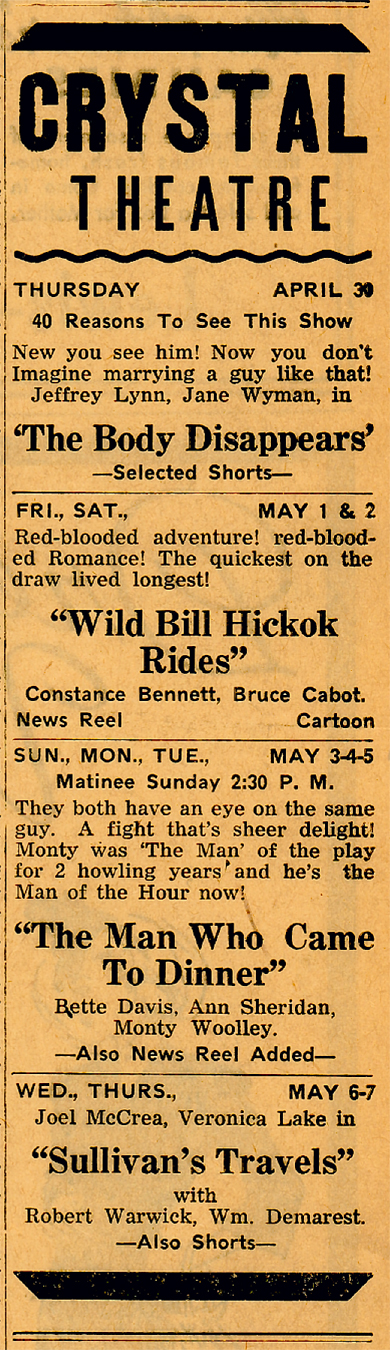 CRYSTAL
THEATRE
THURSDAY APRIL 30
40 Reasons To See This Show
New you see him! Now you don't
Imagine marrying a guy like that!
Jeffrey Lynn, Jane Wyman, in
'The Body Disappears'
—Selected Shorts—
FRI., SAT., MAY 1 & 2
Red-blooded adventure! red-blood-
ed Romance! The quickest on the
draw lived longest!
"Wild Bill Hickok
Rides"
Constance Bennett, Bruce Cabot.
News Reel Cartoon
SUN., MON., TUE., MAY 3-4-5
Matinee Sunday 2:30 P. M.
They both have an eye on the same
guy. A fight that's sheer delight!
Monty was 'The Man' of the play
for 2 howling years and he's the
Man of the Hour now!
"The Man Who Came
To Dinner"
Bette Davis, Ann Sheridan,
Monty Woolley.
—Also News Reel Added—
WED., THURS., MAY 6-7
Joel McCrea, Veronica Lake in
"Sullivan's Travels"
with
Robert Warwick, Wm. Demarest.
—Also Shorts—